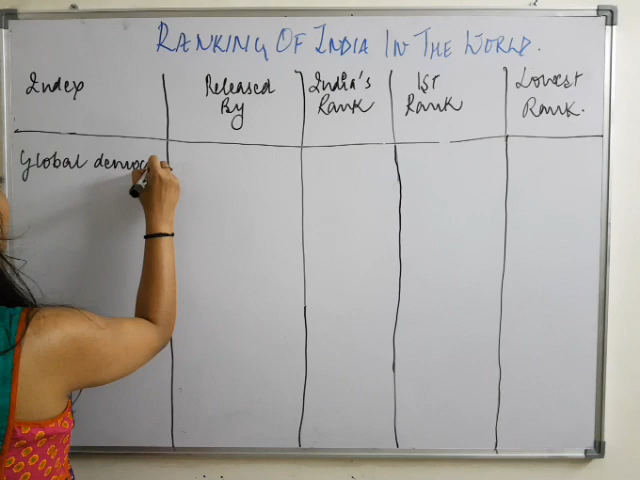 RANKING OF INDIA IN THE WORLD.
Index
Released
By
India's
Rank
1st
Rank
Lowest
Rank.
Global democ